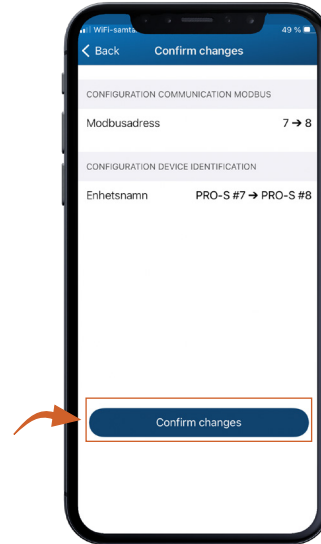 WiFi-samta
49 %
Back Confirm changes
CONFIGURATION COMMUNICATION MODBUS
Modbusadress 7 → 8
CONFIGURATION DEVICE IDENTIFICATION
Enhetsnamn PRO-S #7 → PRO-S #8
Confirm changes